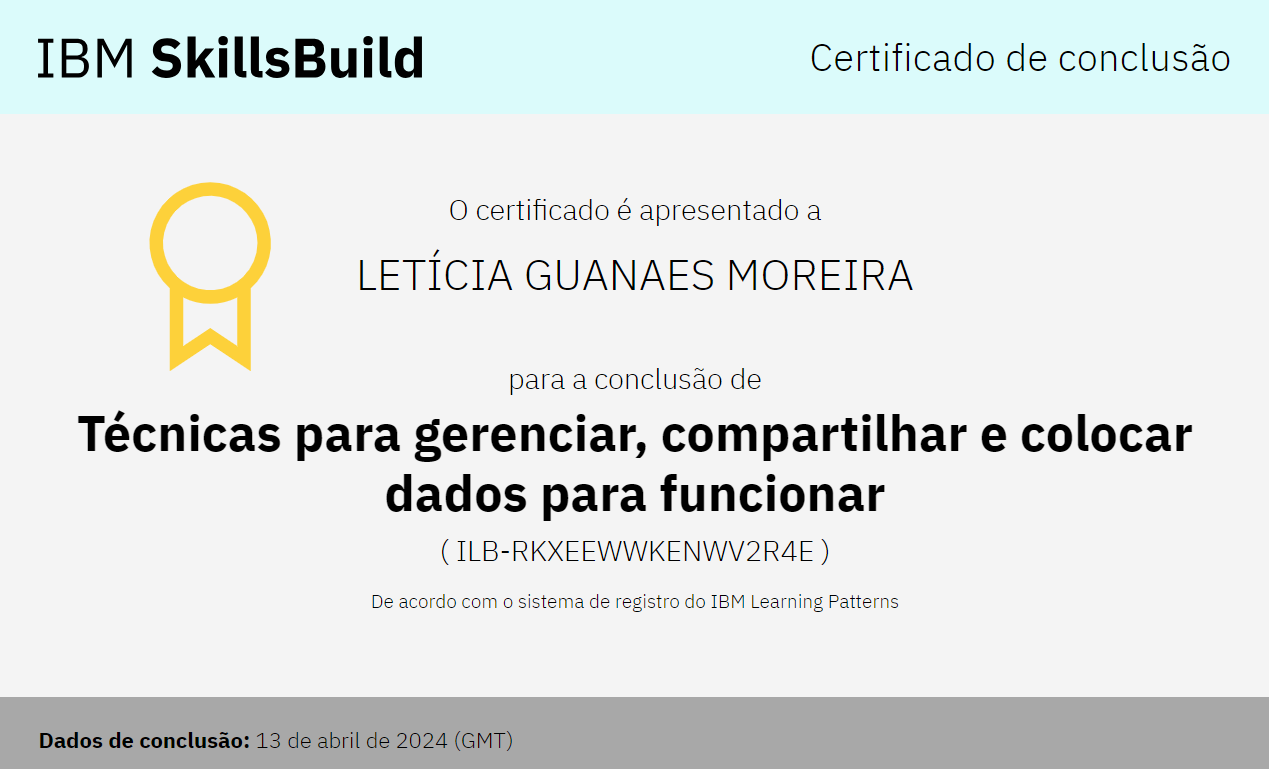 IBM SkillsBuild
Certificado de conclusão
O certificado é apresentado a
LETÍCIA GUANAES MOREIRA
para a conclusão de
Técnicas para gerenciar, compartilhar e colocar
dados para funcionar
( ILB-RKXEEWWKENWV2R4E )
De acordo com o sistema de registro do IBM Learning Patterns
Dados de conclusão: 13 de abril de 2024 (GMT)